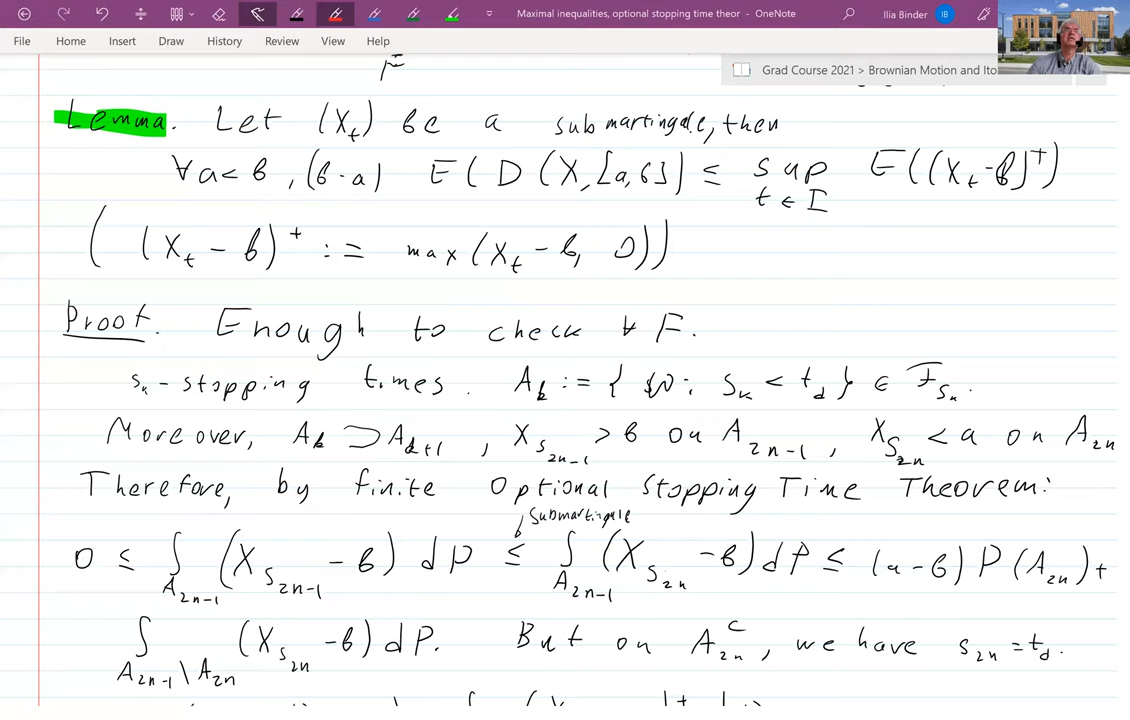 Maximal inequalities, optional stopping time theor - OneNote
Ilia Binder IB
File Home Insert Draw History Review View Help
Grad Course 2021 > Brownian Motion and Ito
F
Lemma. Let (X_t) be a submartingale, then
∀a<b, (b-a) E(D(X,[a,b]) ≤ sup_{t∈I} E((X_t-b)^+)
((X_t-b)^+ := max(X_t-b, 0))
Proof. Enough to check ∀ F.
s_k - stopping times. A_k := { ω: s_k < t_d } ∈ F_{s_k}.
Moreover, A_k ⊃ A_{k+1}, X_{s_{2n-1}} > b on A_{2n-1}, X_{s_{2n}} < a on A_{2n}
Therefore, by finite Optional Stopping Time Theorem:
submartingale
0 ≤ ∫_{A_{2n-1}} (X_{s_{2n-1}} - b) dP ≤ ∫_{A_{2n-1}} (X_{s_{2n}} - b) dP ≤ (a-b) P(A_{2n}) +
∫_{A_{2n-1} \ A_{2n}} (X_{s_{2n}} - b) dP. But on A_{2n}^c, we have s_{2n} = t_d.